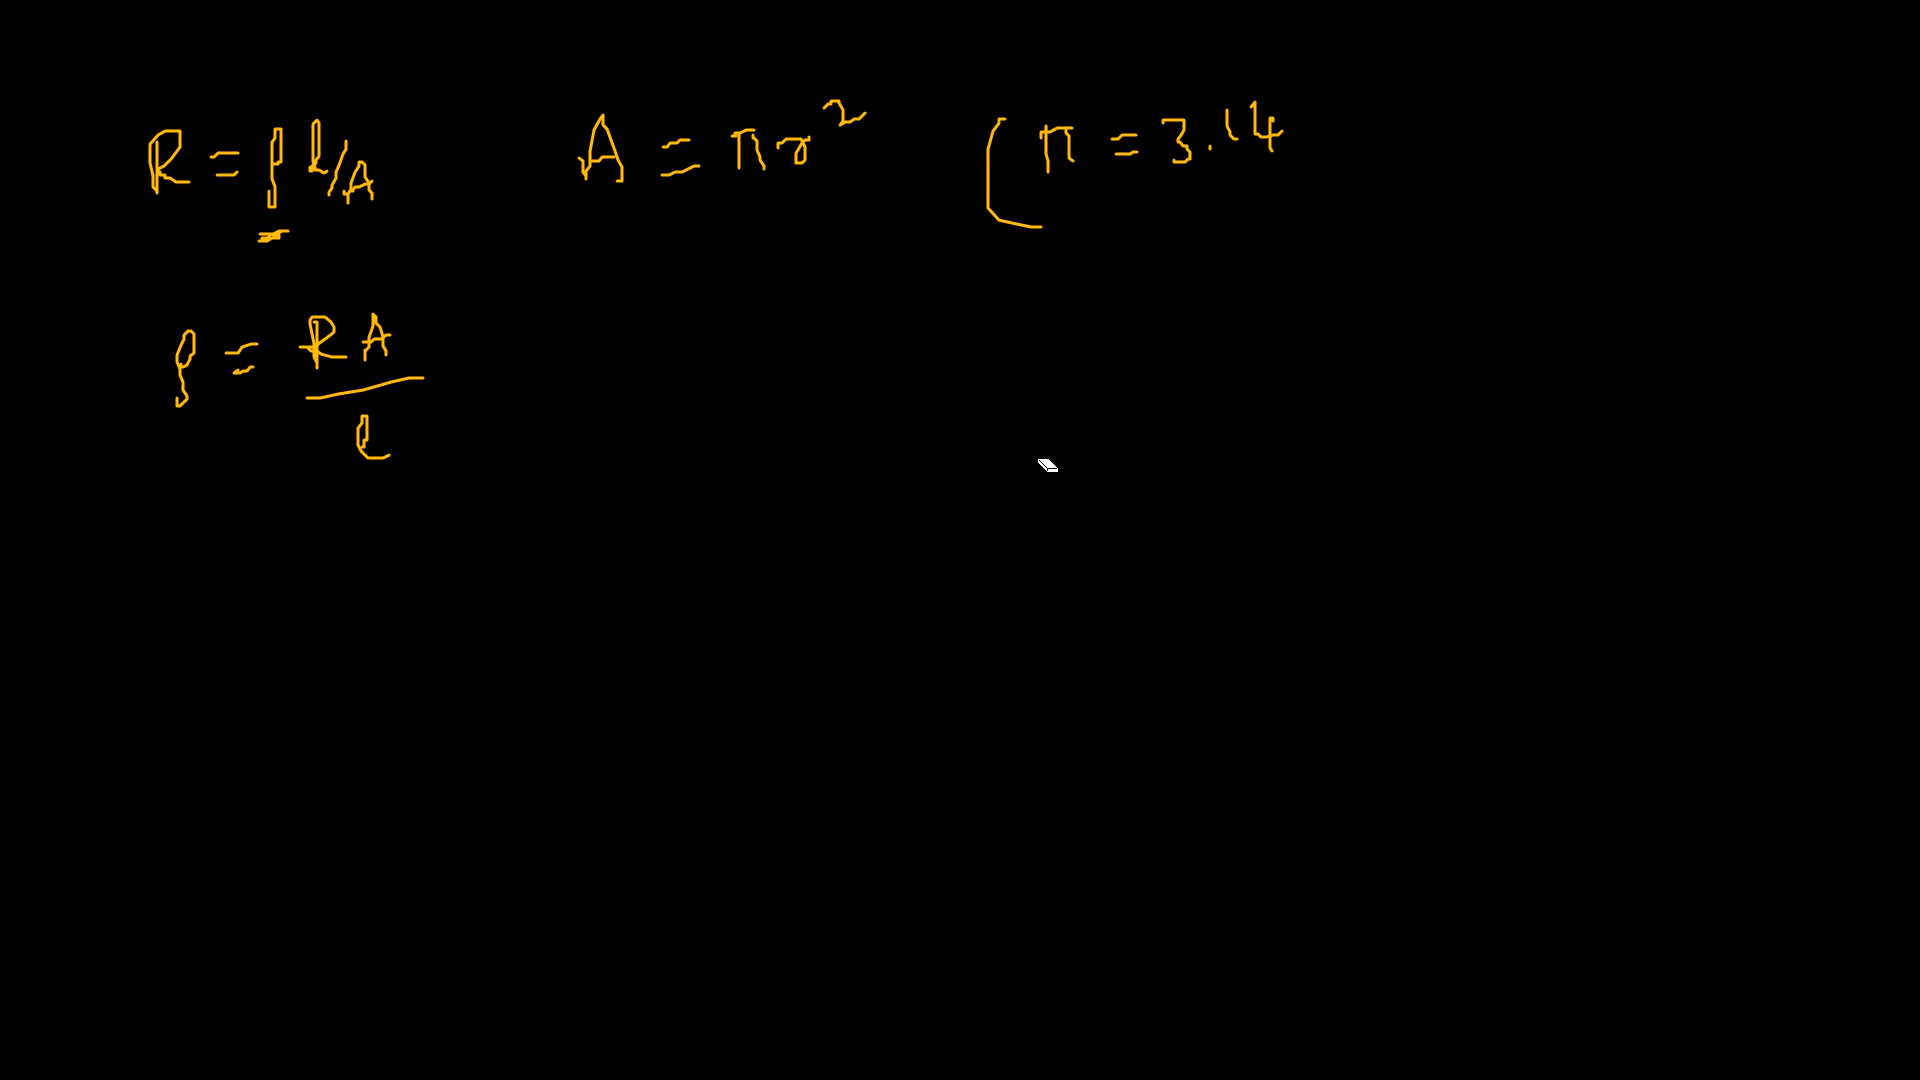 R = ρ l/A A = πr² (π = 3.14
ρ = RA/l